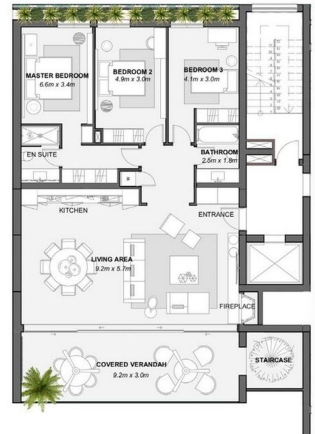 MASTER BEDROOM
6.6m x 3.4m
BEDROOM 2
4.9m x 3.0m
BEDROOM 3
4.1m x 3.0m
EN SUITE
BATHROOM
2.5m x 1.8m
KITCHEN
ENTRANCE
LIVING AREA
9.2m x 5.7m
FIREPLACE
COVERED VERANDAH
9.2m x 3.0m
STAIRCASE